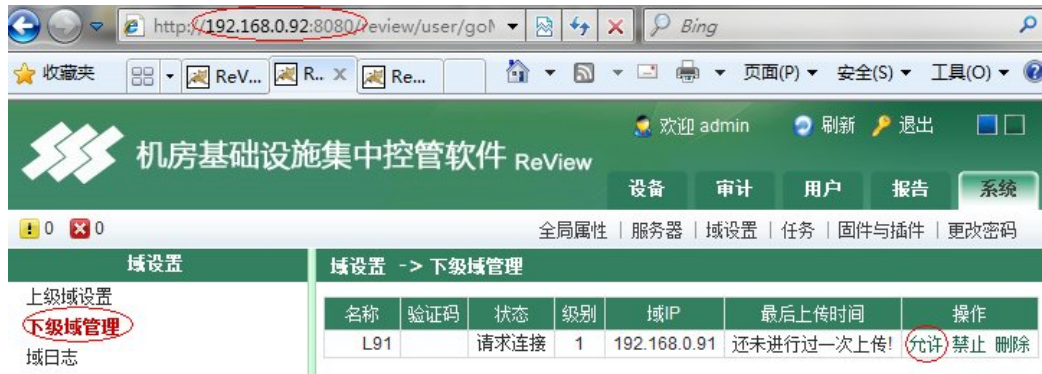 http://192.168.0.92:8080/review/user/goM
Bing
收藏夹 ReV... R.. Re... 页面(P) 安全(S) 工具(O)
机房基础设施集中控管软件 ReView
欢迎 admin 刷新 退出
设备 审计 用户 报告 系统
0 0 全局属性 | 服务器 | 域设置 | 任务 | 固件与插件 | 更改密码
域设置
上级域设置
下级域管理
域日志
域设置 -> 下级域管理
名称 验证码 状态 级别 域IP 最后上传时间 操作
L91 请求连接 1 192.168.0.91 还未进行过一次上传! 允许 禁止 删除